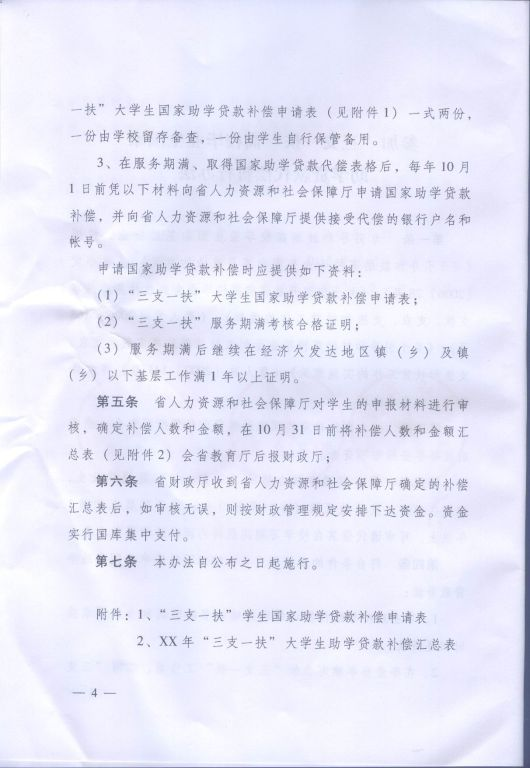 一扶”大学生国家助学贷款补偿申请表（见附件1）一式两份，
一份由学校留存备查，一份由学生自行保管备用。
3、在服务期满、取得国家助学贷款代偿表格后，每年10月
1日前凭以下材料向省人力资源和社会保障厅申请国家助学贷款
补偿，并向省人力资源和社会保障厅提供接受代偿的银行户名和
帐号。
申请国家助学贷款补偿时应提供如下资料：
(1)“三支一扶”大学生国家助学贷款补偿申请表；
(2)“三支一扶”服务期满考核合格证明；
(3) 服务期满后继续在经济欠发达地区镇（乡）及镇
（乡）以下基层工作满1年以上证明。
第五条 省人力资源和社会保障厅对学生的申报材料进行审
核，确定补偿人数和金额，在10月31日前将补偿人数和金额汇
总表（见附件2）会省教育厅后报财政厅；
第六条 省财政厅收到省人力资源和社会保障厅确定的补偿
汇总表后，如审核无误，则按财政管理规定安排下达资金。资金
实行国库集中支付。
第七条 本办法自公布之日起施行。
附件：1、“三支一扶”学生国家助学贷款补偿申请表
2、XX年“三支一扶”大学生助学贷款补偿汇总表
— 4 —